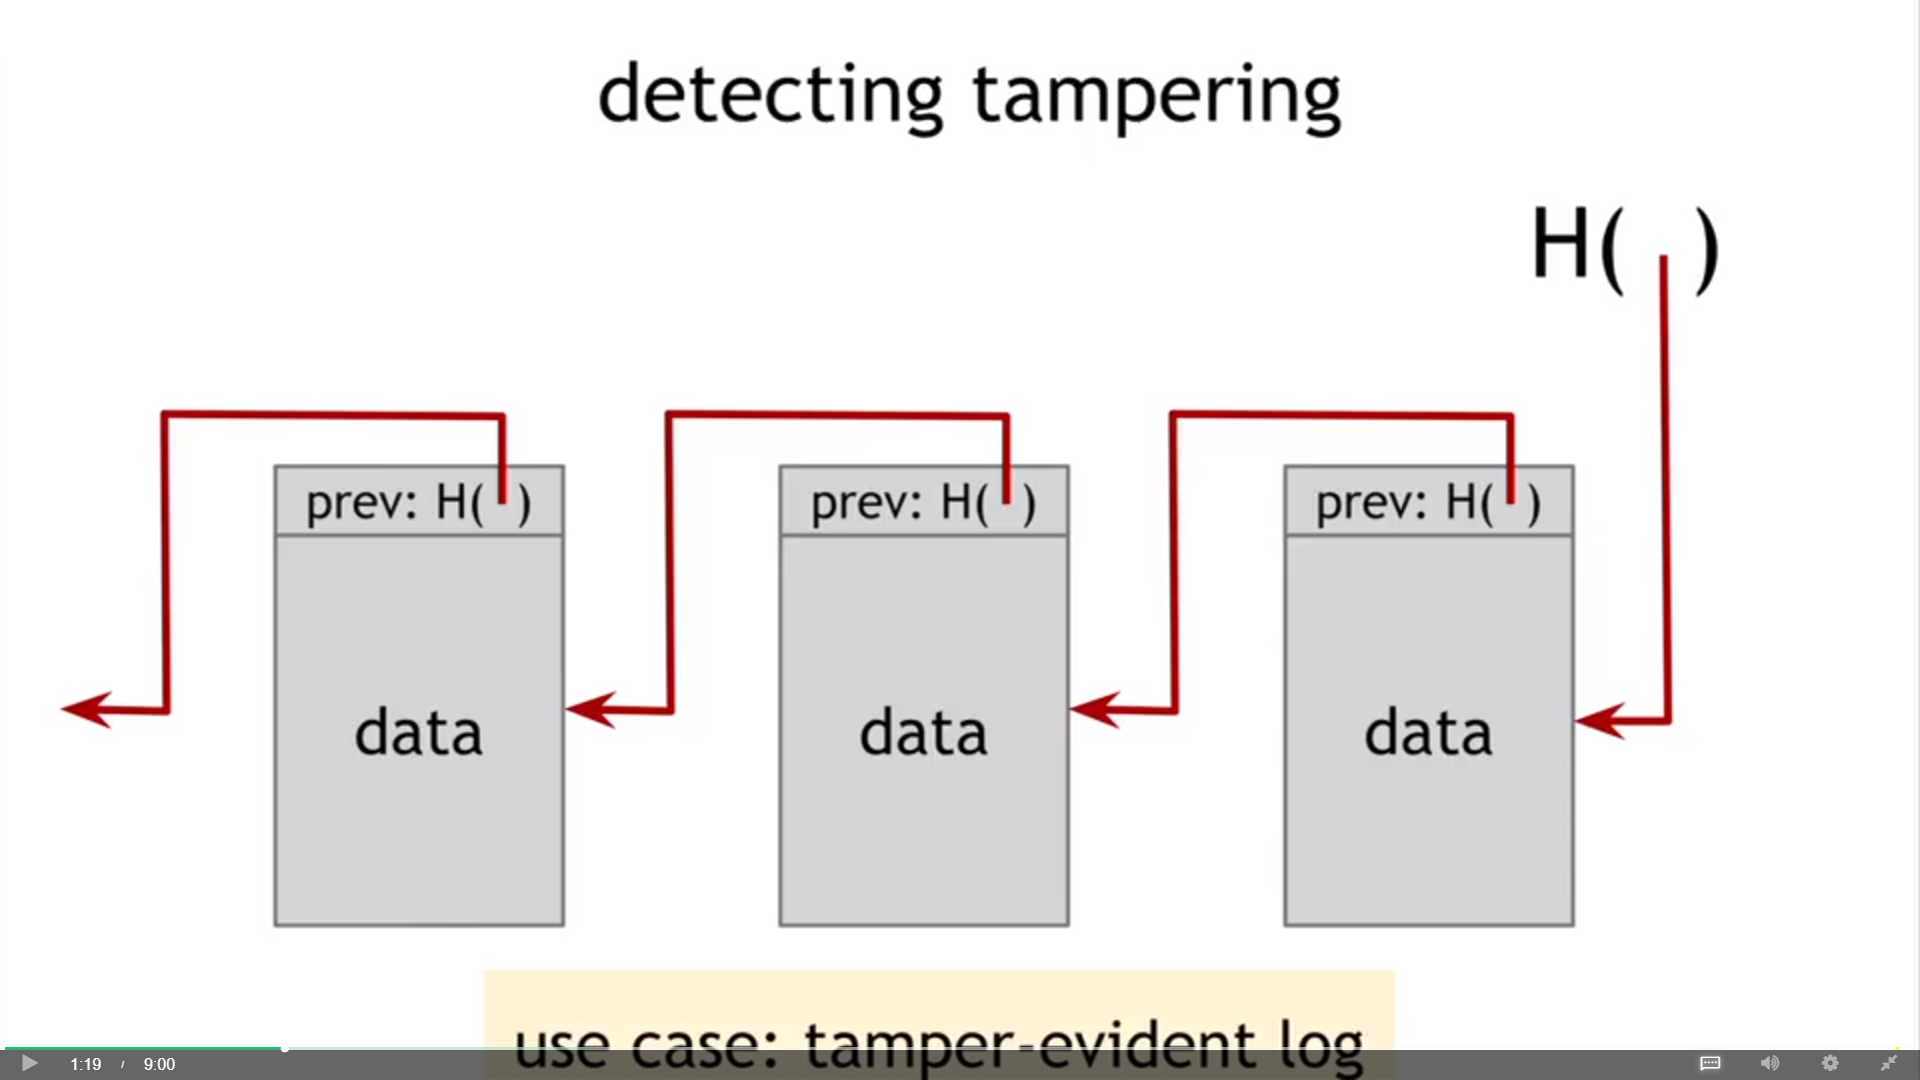 detecting tampering
H( )
prev: H( ) prev: H( ) prev: H( )
data data data
use case: tamper-evident log
1:19 / 9:00